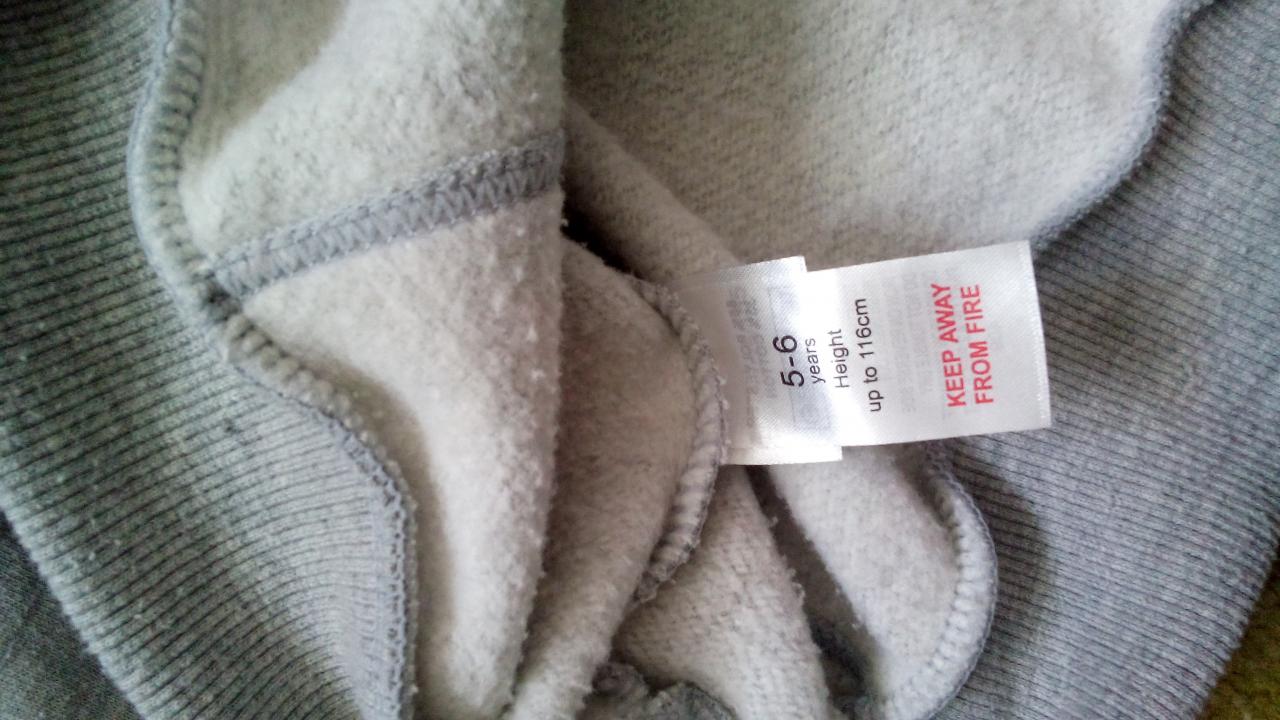 5-6
years
Height
up to 116cm
KEEP AWAY
FROM FIRE